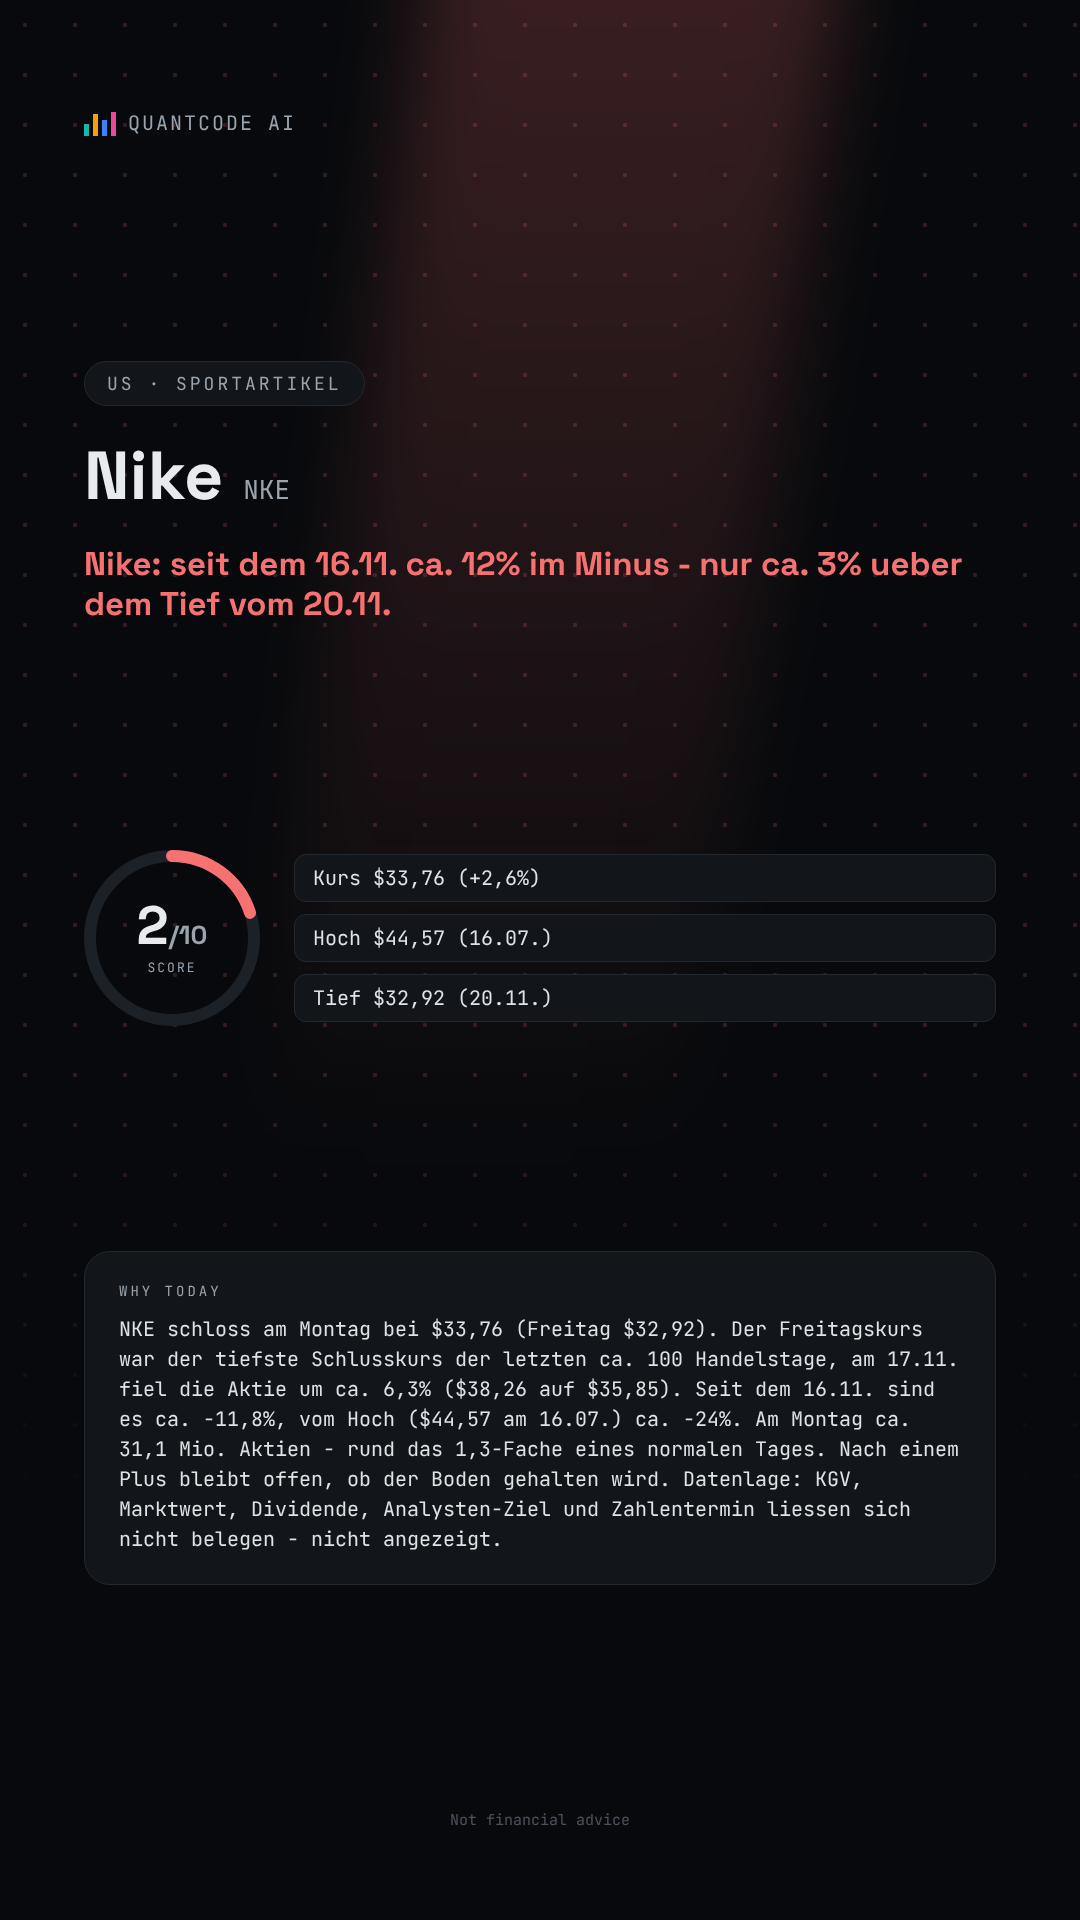 QUANTCODE AI
US · SPORTARTIKEL
Nike NKE
Nike: seit dem 16.11. ca. 12% im Minus - nur ca. 3% ueber
dem Tief vom 20.11.
2/10
SCORE
Kurs $33,76 (+2,6%)
Hoch $44,57 (16.07.)
Tief $32,92 (20.11.)
WHY TODAY
NKE schloss am Montag bei $33,76 (Freitag $32,92). Der Freitagskurs
war der tiefste Schlusskurs der letzten ca. 100 Handelstage, am 17.11.
fiel die Aktie um ca. 6,3% ($38,26 auf $35,85). Seit dem 16.11. sind
es ca. -11,8%, vom Hoch ($44,57 am 16.07.) ca. -24%. Am Montag ca.
31,1 Mio. Aktien - rund das 1,3-Fache eines normalen Tages. Nach einem
Plus bleibt offen, ob der Boden gehalten wird. Datenlage: KGV,
Marktwert, Dividende, Analysten-Ziel und Zahlentermin liessen sich
nicht belegen - nicht angezeigt.
Not financial advice